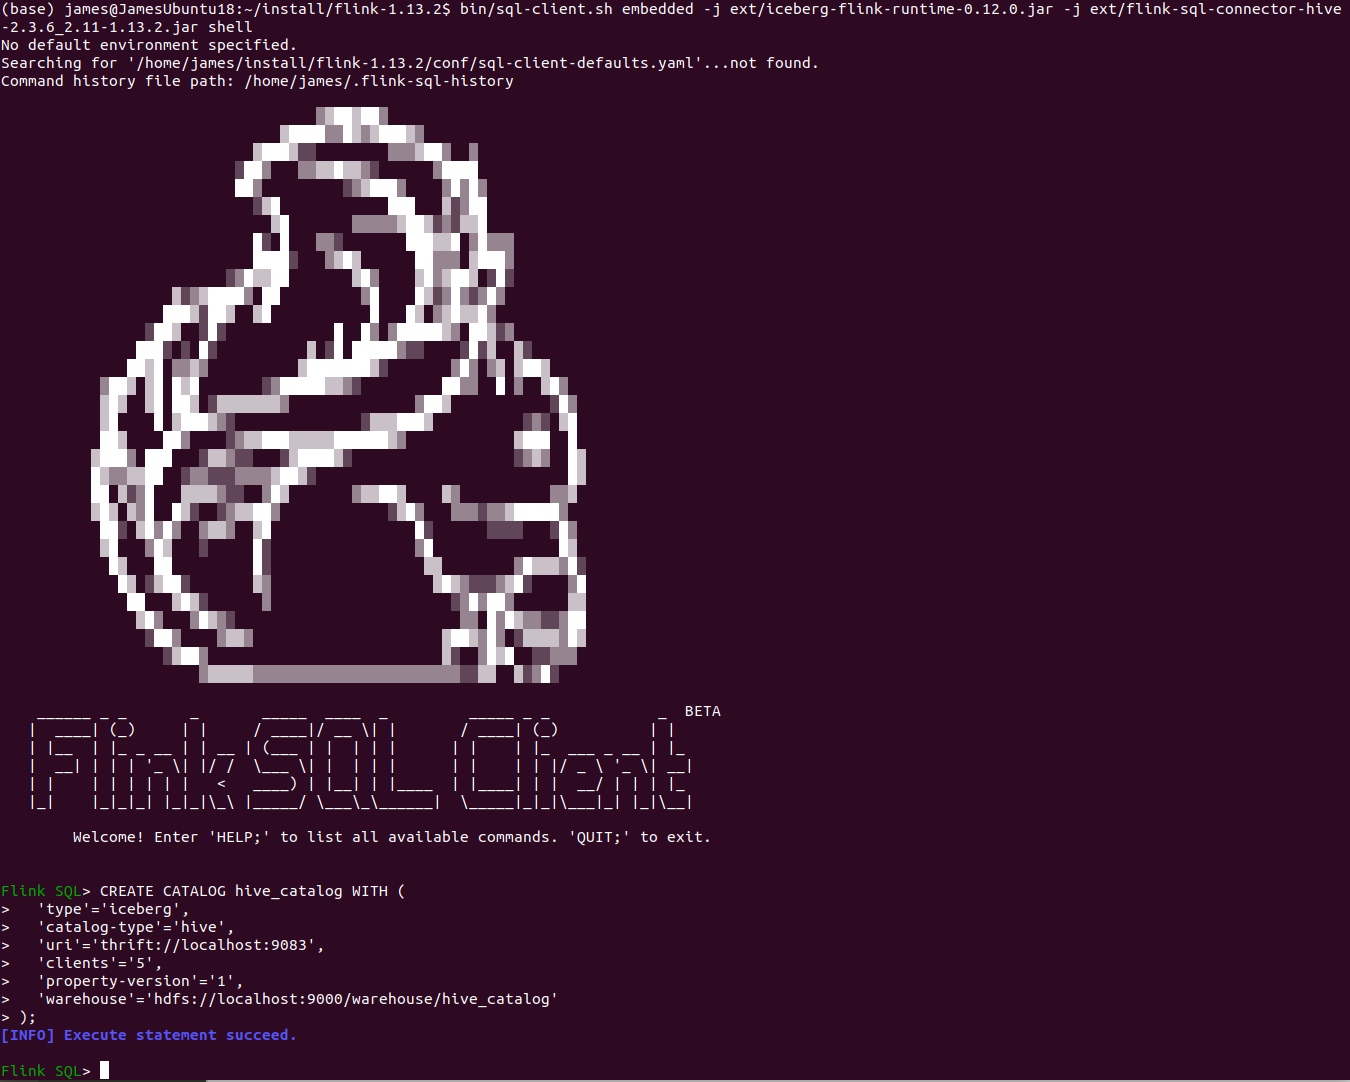 (base) james@JamesUbuntu18:~/install/flink-1.13.2$ bin/sql-client.sh embedded -j ext/iceberg-flink-runtime-0.12.0.jar -j ext/flink-sql-connector-hive
-2.3.6_2.11-1.13.2.jar shell
No default environment specified.
Searching for '/home/james/install/flink-1.13.2/conf/sql-client-defaults.yaml'...not found.
Command history file path: /home/james/.flink-sql-history
Flink SQL Client BETA
Welcome! Enter 'HELP;' to list all available commands. 'QUIT;' to exit.
Flink SQL> CREATE CATALOG hive_catalog WITH (
>   'type'='iceberg',
>   'catalog-type'='hive',
>   'uri'='thrift://localhost:9083',
>   'clients'='5',
>   'property-version'='1',
>   'warehouse'='hdfs://localhost:9000/warehouse/hive_catalog'
> );
[INFO] Execute statement succeed.
Flink SQL>